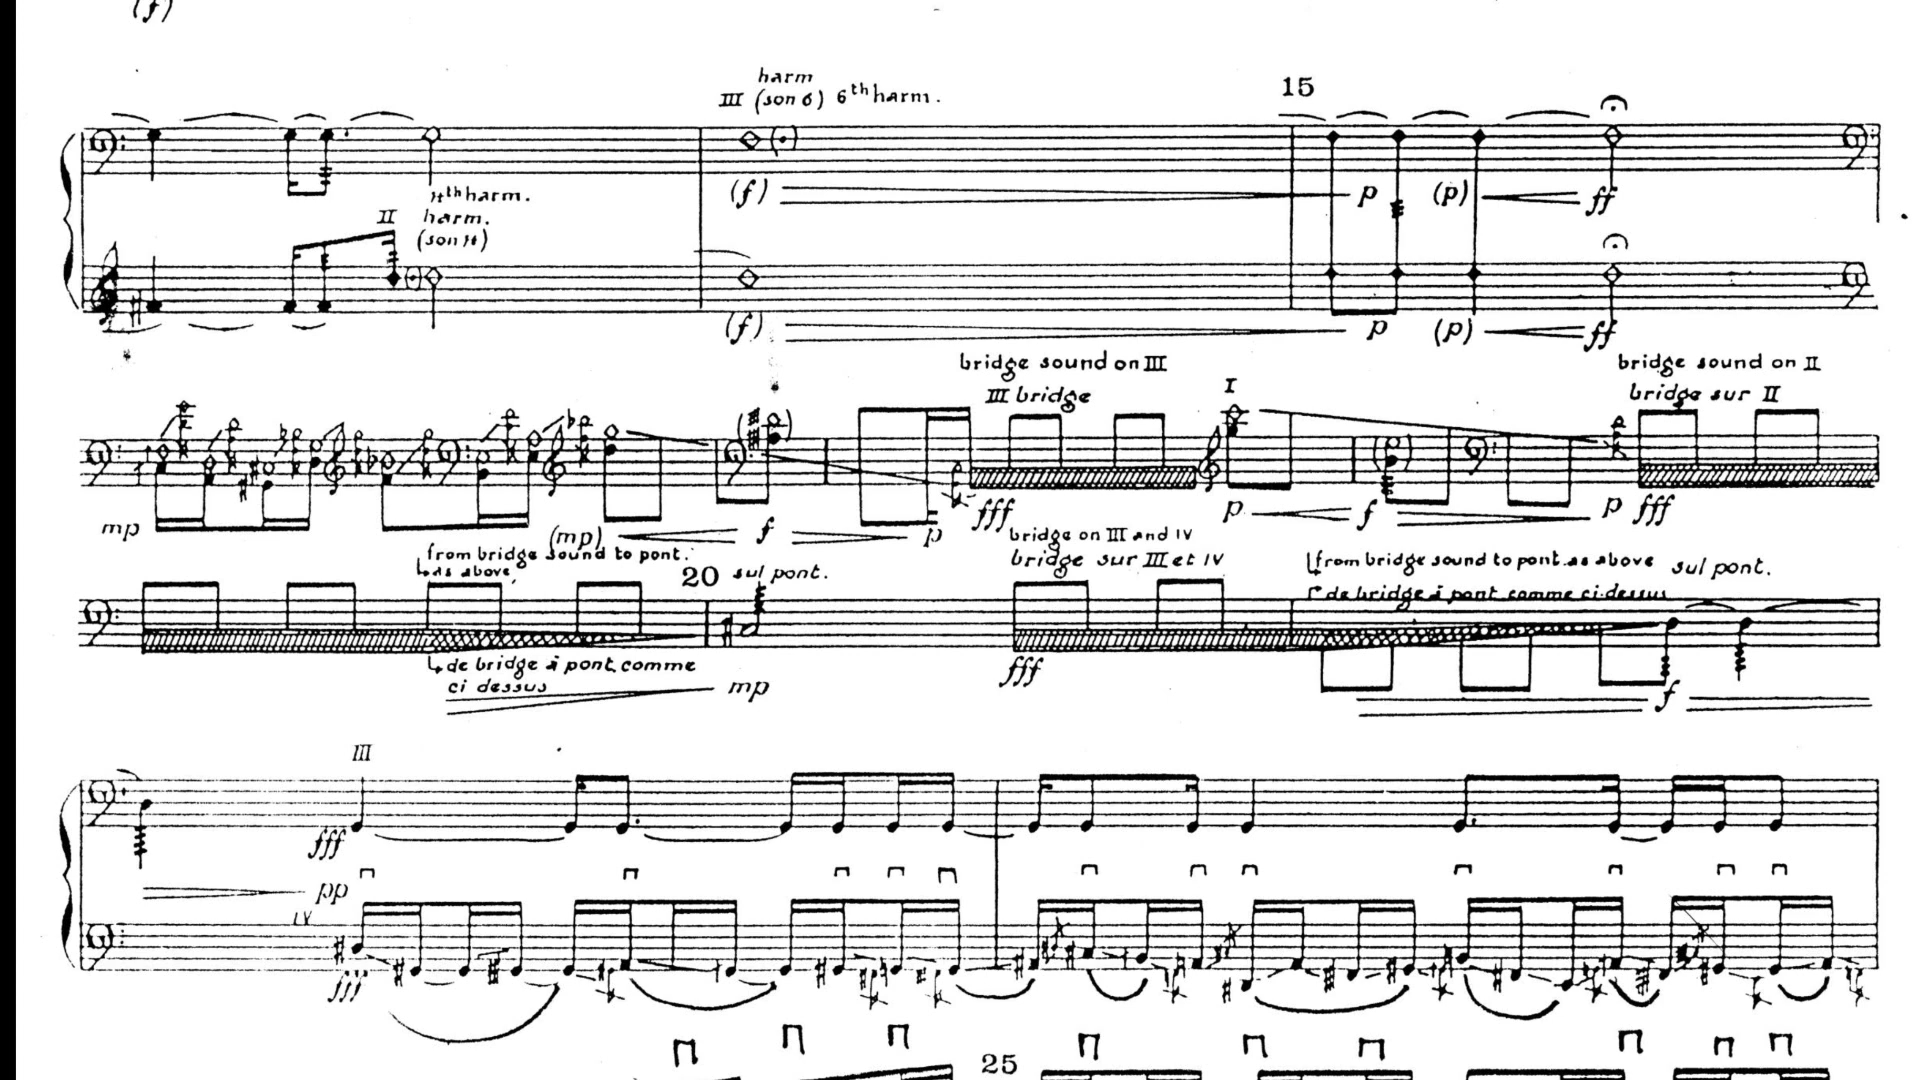 (f)
harm
III (son 6) 6th harm.
15
(f)
p
(p)
ff
4th harm.
II harm.
(son 4)
(f)
p
(p)
ff
bridge sound on III
III bridge
I
bridge sound on II
bridge sur II
mp
(mp)
f
p
fff
p
f
p
fff
from bridge sound to pont.
as above,
20
sul pont.
bridge on III and IV
bridge sur III et IV
from bridge sound to pont. as above
sul pont.
de bridge à pont comme ci-dessus
de bridge à pont comme
ci dessus
mp
fff
f
III
fff
pp
IV
fff
25